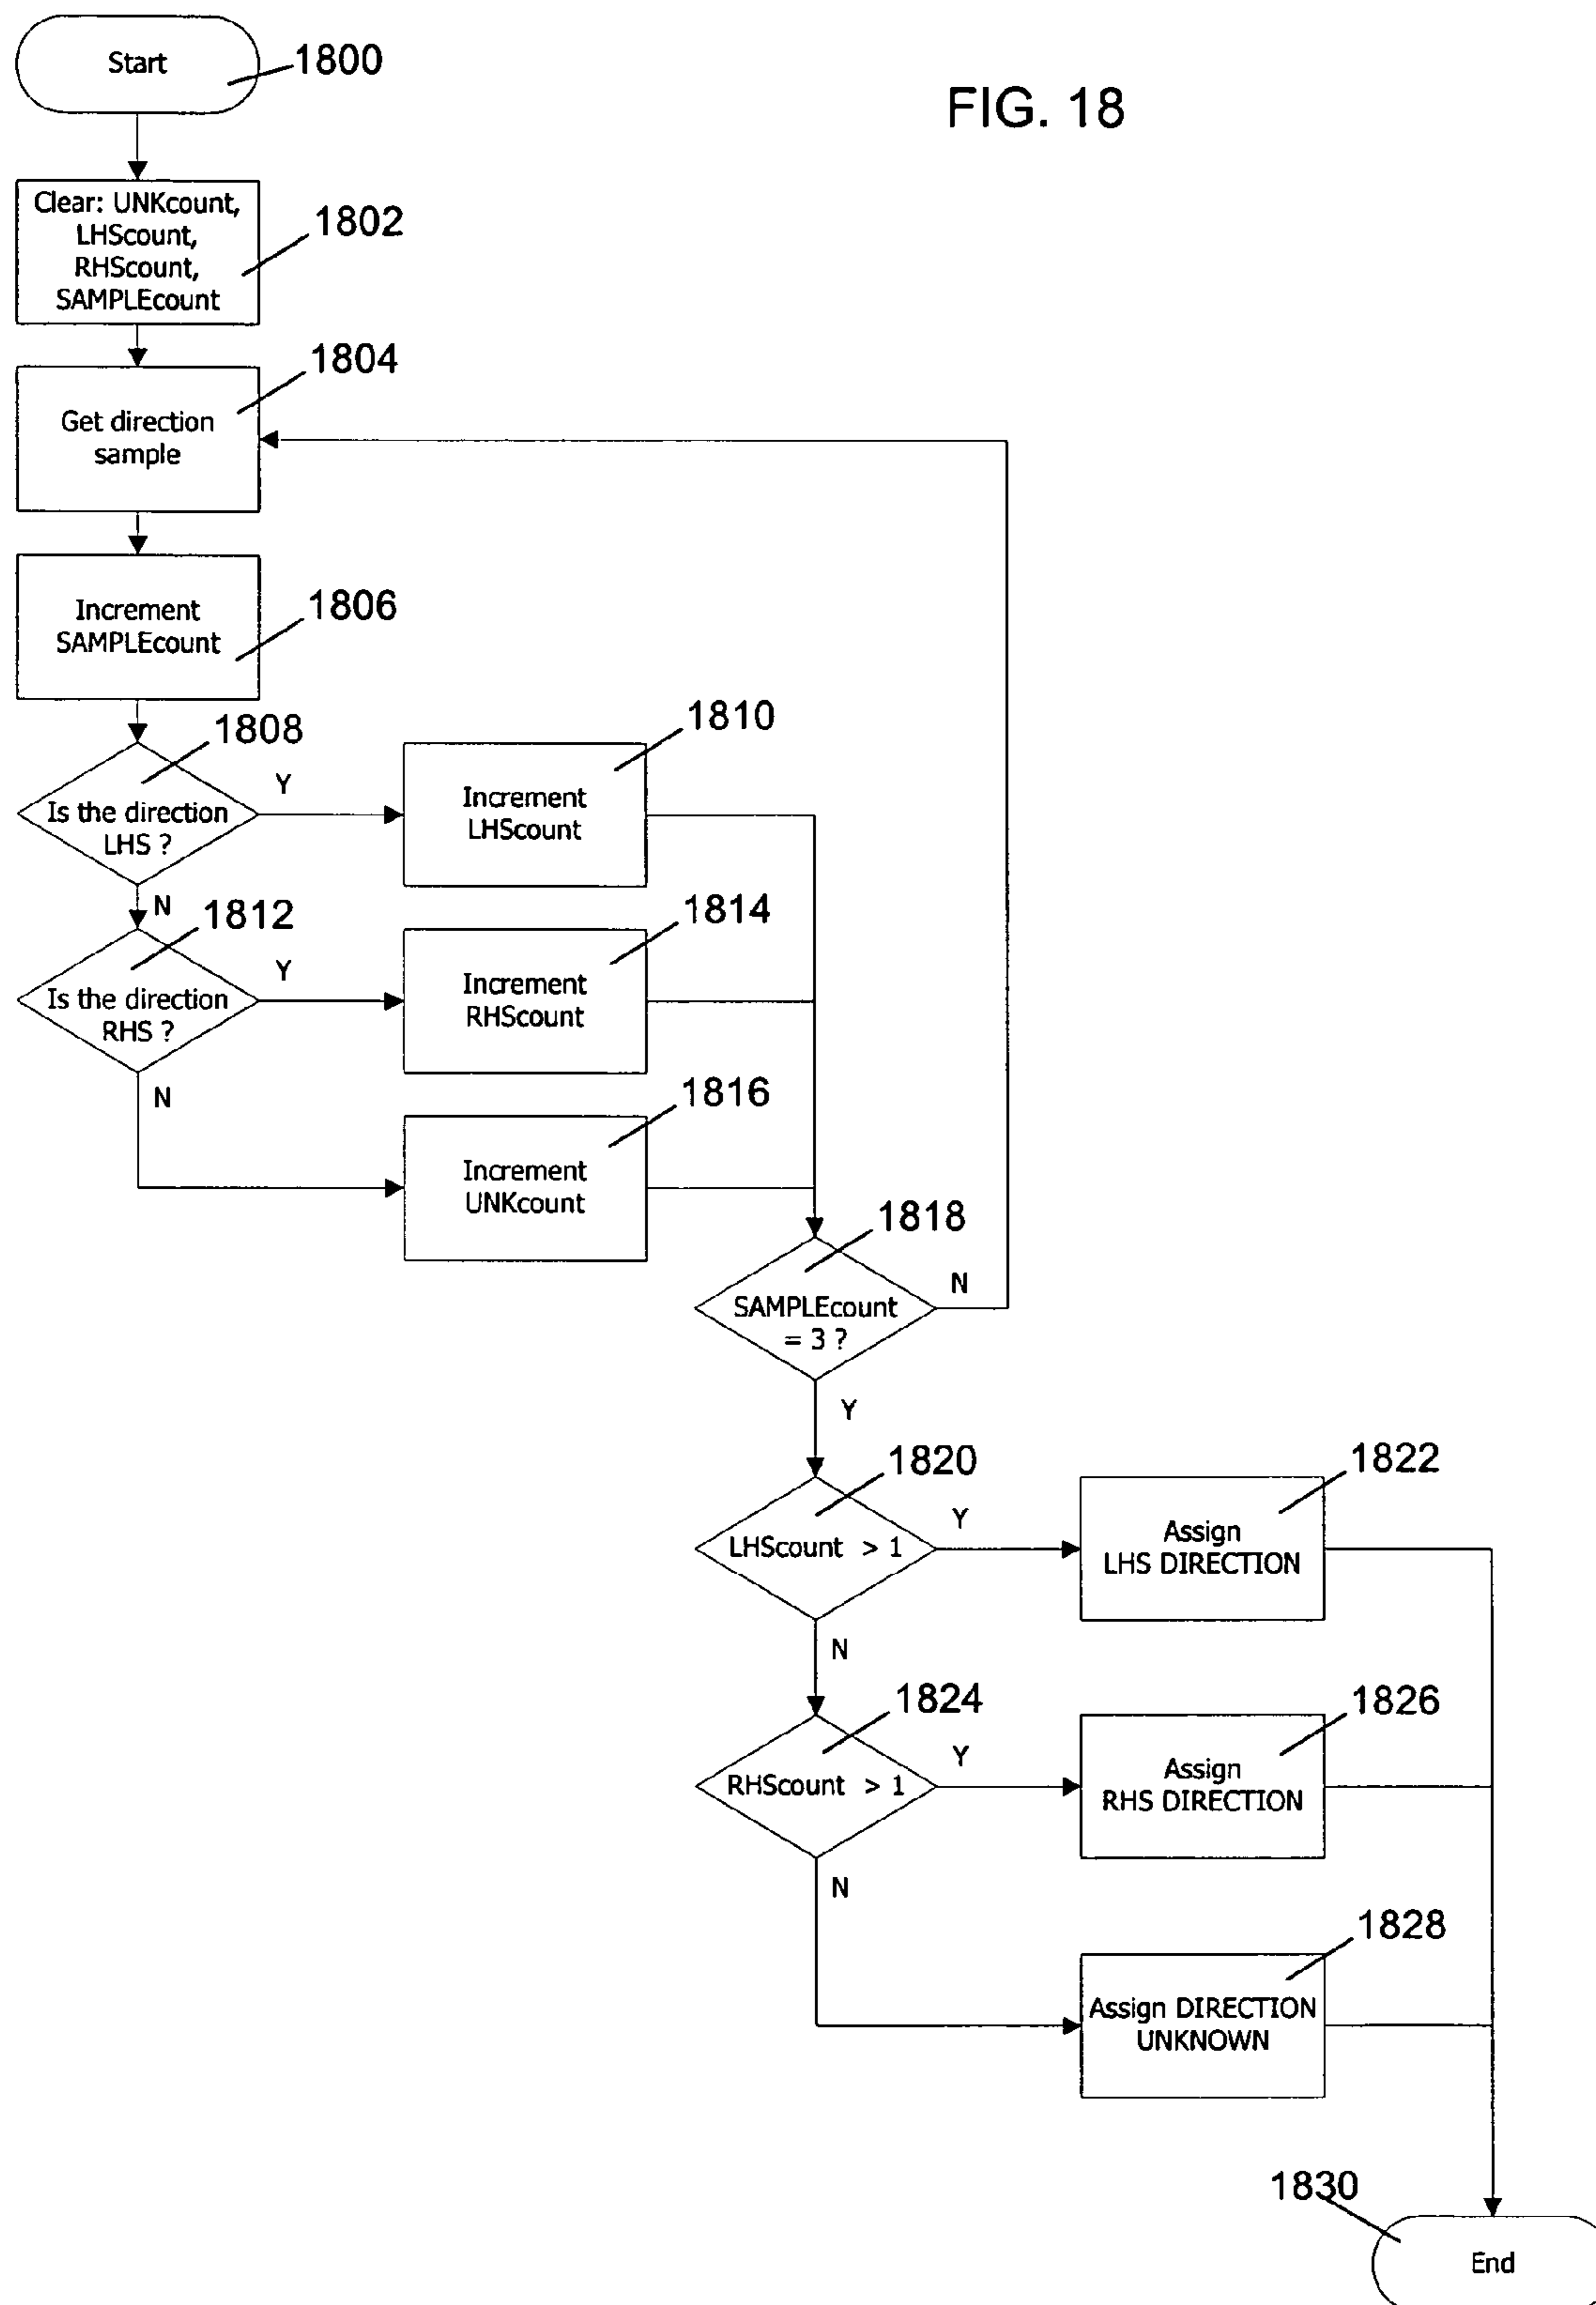 FIG. 18
Start
1800
Clear: UNKcount,
LHScount,
RHScount,
SAMPLEcount
1802
Get direction
sample
1804
Increment
SAMPLEcount
1806
Is the direction
LHS ?
1808
Y
N
Increment
LHScount
1810
Is the direction
RHS ?
1812
Y
N
Increment
RHScount
1814
Increment
UNKcount
1816
SAMPLEcount
= 3 ?
1818
N
Y
LHScount > 1
1820
Y
N
Assign
LHS DIRECTION
1822
RHScount > 1
1824
Y
N
Assign
RHS DIRECTION
1826
Assign DIRECTION
UNKNOWN
1828
1830
End